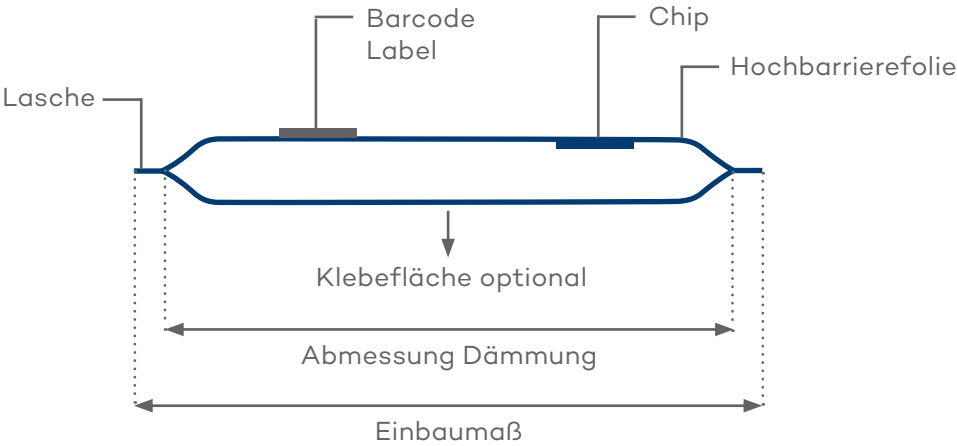 Barcode
Label
Chip
Hochbarrierefolie
Lasche
Klebefläche optional
Abmessung Dämmung
Einbaumaß